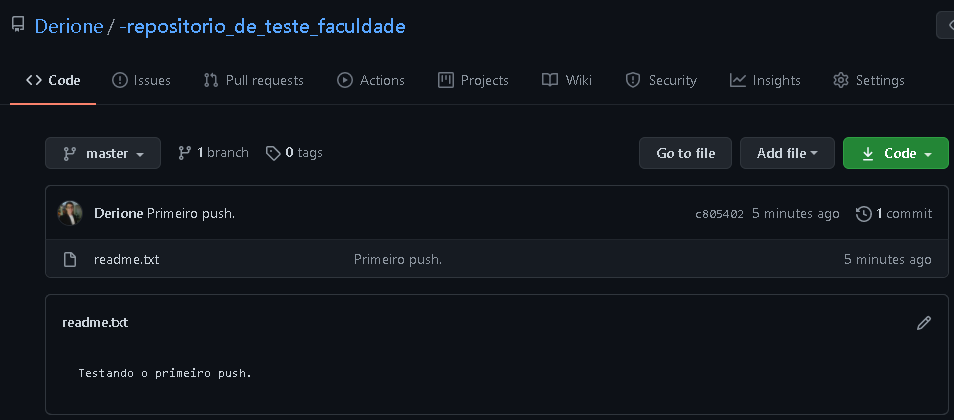 Derione / -repositorio_de_teste_faculdade
Code Issues Pull requests Actions Projects Wiki Security Insights Settings
master 1 branch 0 tags Go to file Add file Code
Derione Primeiro push. c805402 5 minutes ago 1 commit
readme.txt Primeiro push. 5 minutes ago
readme.txt
Testando o primeiro push.